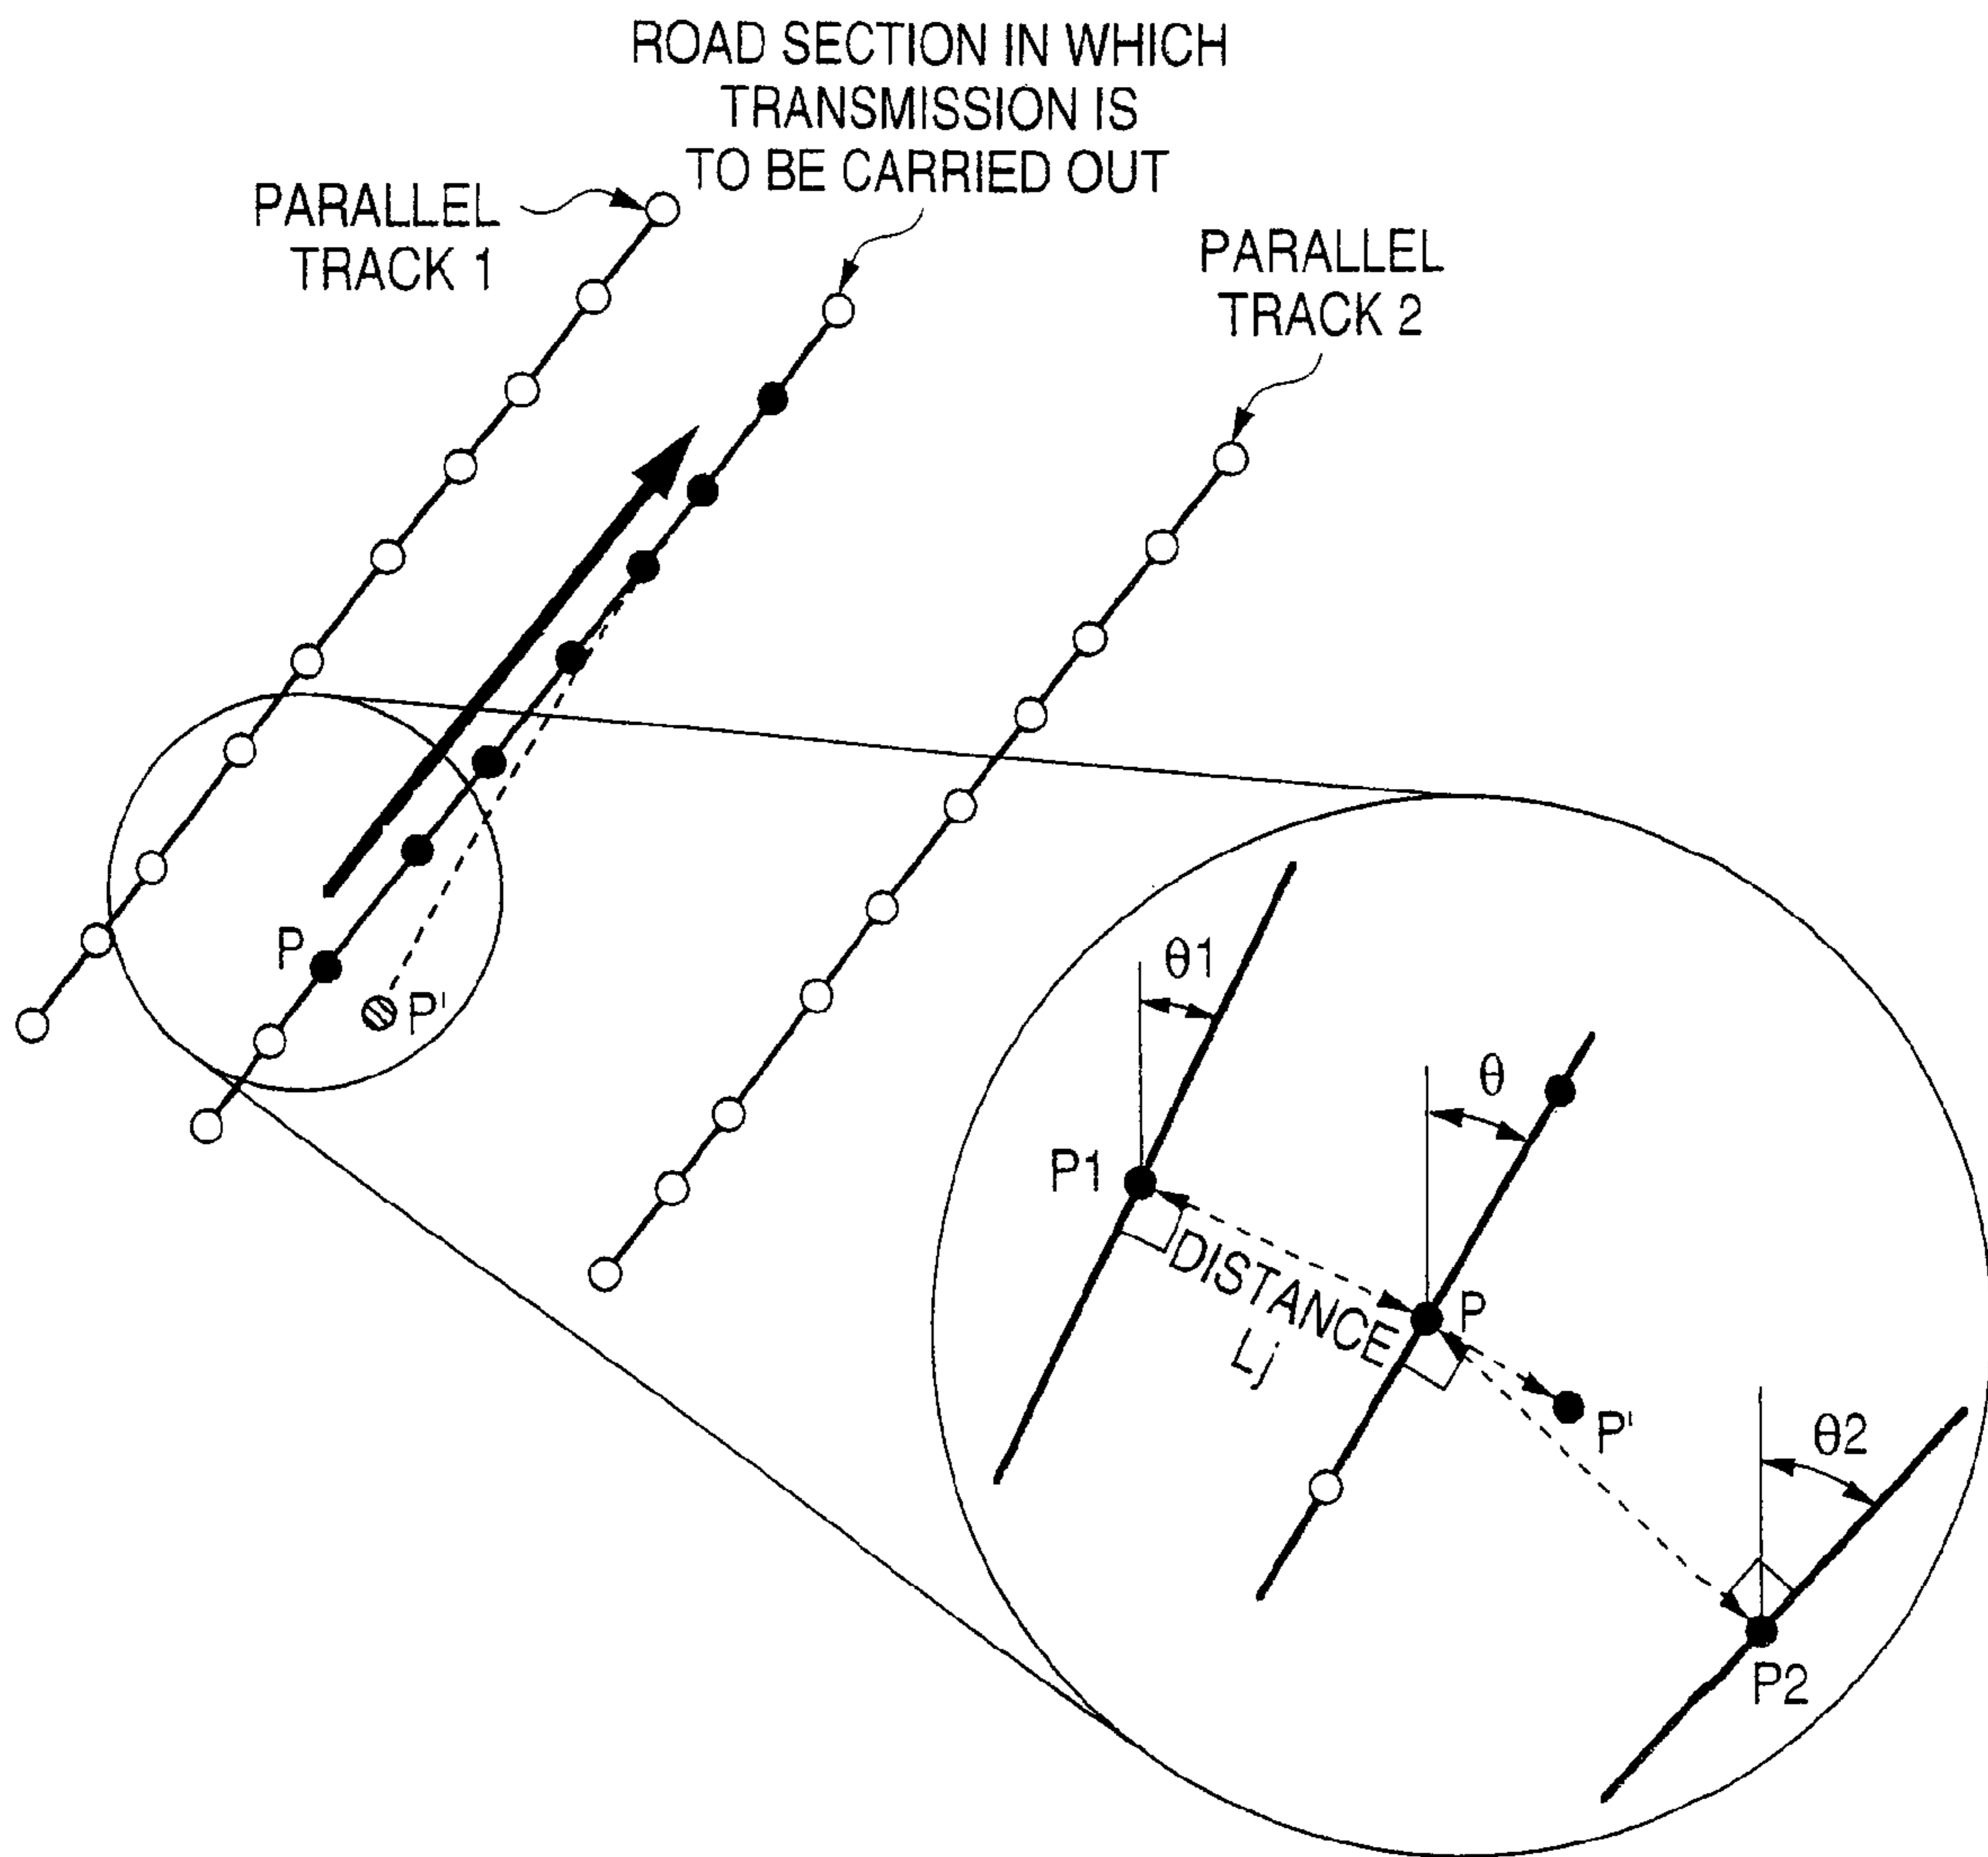 ROAD SECTION IN WHICH
TRANSMISSION IS
TO BE CARRIED OUT
PARALLEL
TRACK 1
PARALLEL
TRACK 2
P
P'
θ1
θ
P1
DISTANCE
Lj
P
P'
θ2
P2